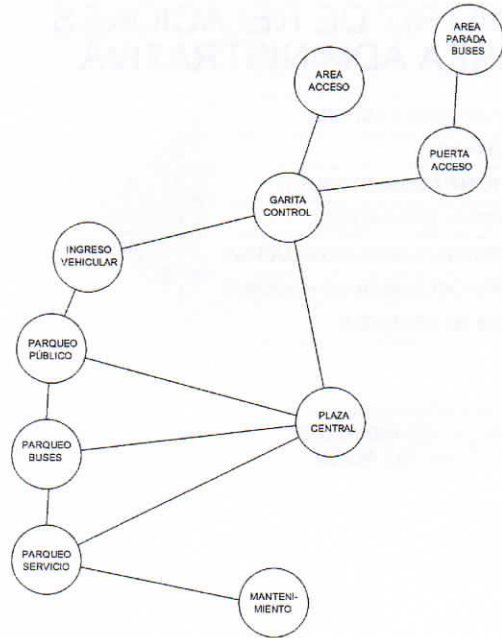 AREA
PARADA
BUSES
AREA
ACCESO
PUERTA
ACCESO
GARITA
CONTROL
INGRESO
VEHICULAR
PARQUEO
PÚBLICO
PLAZA
CENTRAL
PARQUEO
BUSES
PARQUEO
SERVICIO
MANTENI-
MIENTO